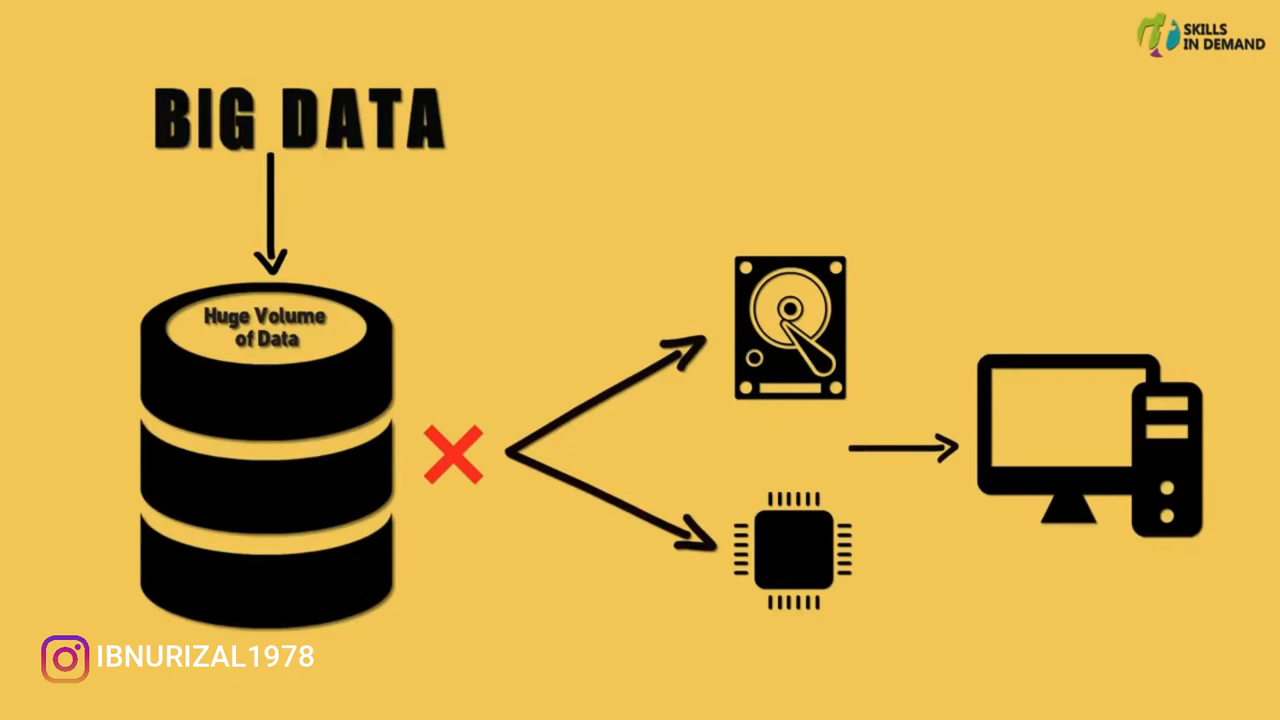 SKILLS
IN DEMAND
BIG DATA
Huge Volume
of Data
IBNURIZAL1978